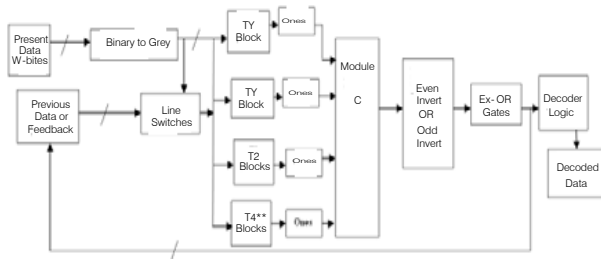 Present
Data
W-bites
Binary to Grey
TY
Block
Ones
Previous
Data or
Feedback
Line
Switches
TY
Block
Ones
T2
Blocks
Ones
T4**
Blocks
Ones
Module
C
Even
Invert
OR
Odd
Invert
Ex- OR
Gates
Decoder
Logic
Decoded
Data